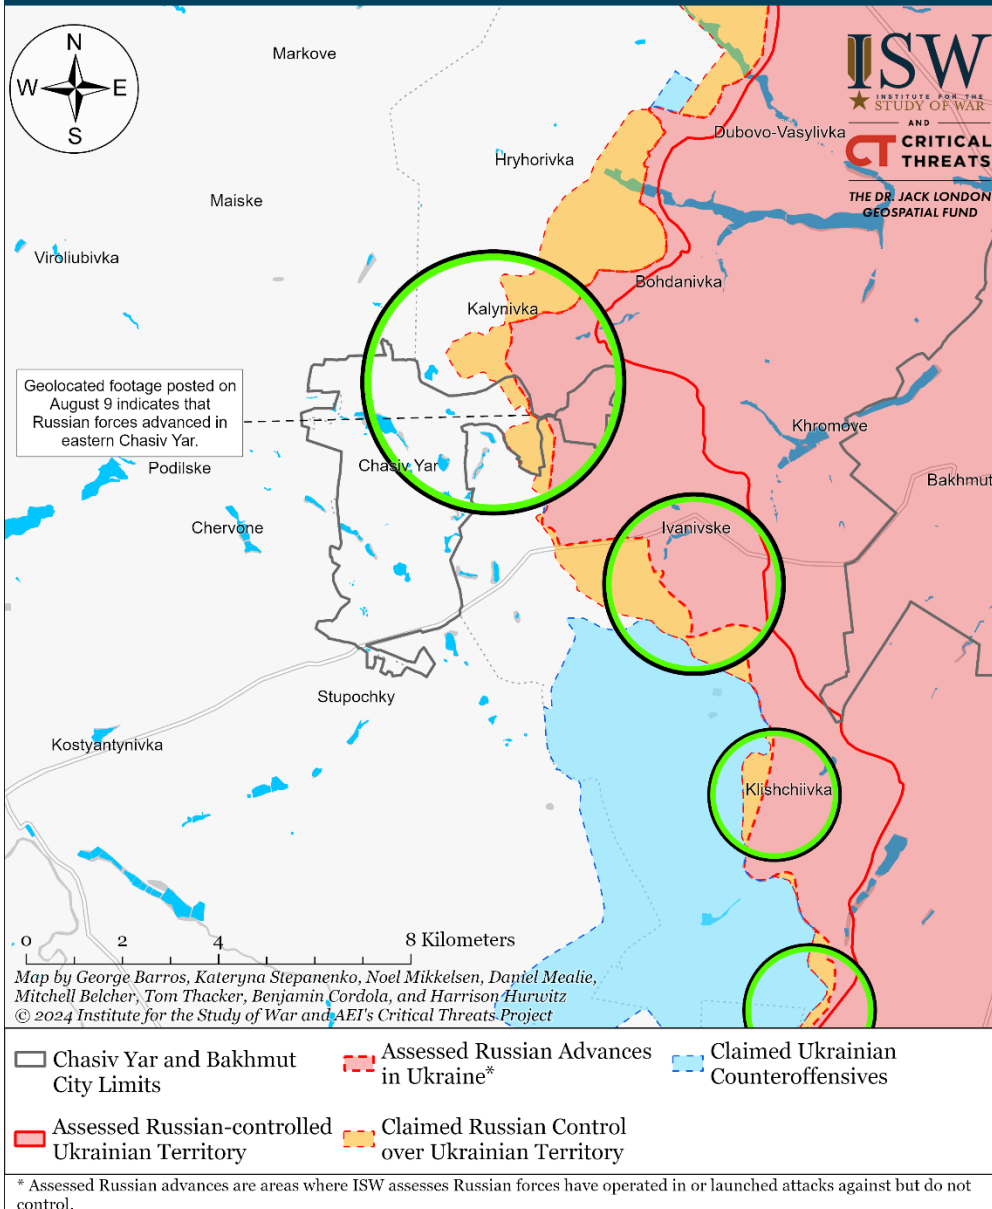 N
W
E
S
Markove
ISW
INSTITUTE FOR THE
STUDY OF WAR
AND
CT CRITICAL
THREATS
THE DR. JACK LONDON
GEOSPATIAL FUND
Dubovo-Vasylivka
Hryhorivka
Maiske
Viroliubivka
Bohdanivka
Kalynivka
Geolocated footage posted on
August 9 indicates that
Russian forces advanced in
eastern Chasiv Yar.
Khromove
Podilske
Chasiv Yar
Bakhmut
Chervone
Ivanivske
Stupochky
Kostyantynivka
Klishchiivka
0 2 4 8 Kilometers
Map by George Barros, Kateryna Stepanenko, Noel Mikkelsen, Daniel Mealie,
Mitchell Belcher, Tom Thacker, Benjamin Cordola, and Harrison Hurwitz
© 2024 Institute for the Study of War and AEI's Critical Threats Project
Chasiv Yar and Bakhmut
City Limits
Assessed Russian Advances
in Ukraine*
Claimed Ukrainian
Counteroffensives
Assessed Russian-controlled
Ukrainian Territory
Claimed Russian Control
over Ukrainian Territory
* Assessed Russian advances are areas where ISW assesses Russian forces have operated in or launched attacks against but do not
control.